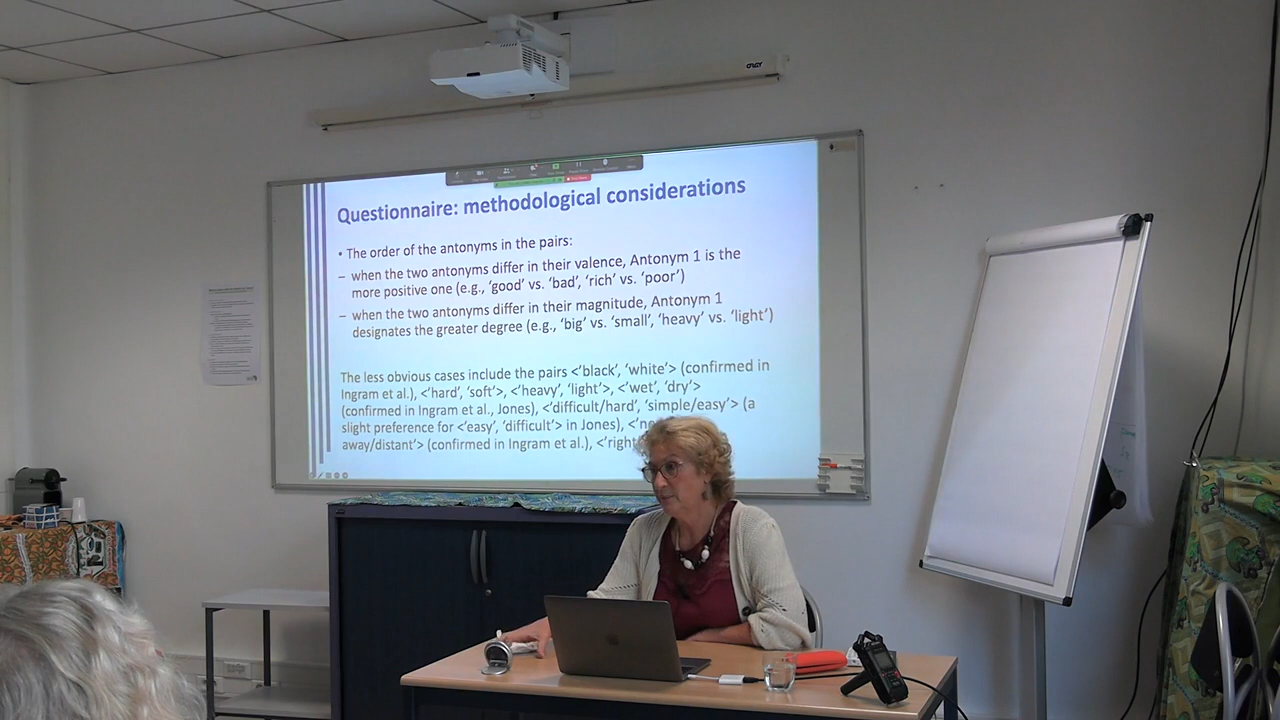 Questionnaire: methodological considerations
• The order of the antonyms in the pairs:
– when the two antonyms differ in their valence, Antonym 1 is the
more positive one (e.g., ‘good’ vs. ‘bad’, ‘rich’ vs. ‘poor’)
– when the two antonyms differ in their magnitude, Antonym 1
designates the greater degree (e.g., ‘big’ vs. ‘small’, ‘heavy’ vs. ‘light’)
The less obvious cases include the pairs <‘black’, ‘white’> (confirmed in
Ingram et al.), <‘hard’, ‘soft’>, <‘heavy’, ‘light’>, <‘wet’, ‘dry’>
(confirmed in Ingram et al., Jones), <‘difficult/hard’, ‘simple/easy’> (a
slight preference for <‘easy’, ‘difficult’> in Jones), <‘ne
away/distant’> (confirmed in Ingram et al.), <‘right